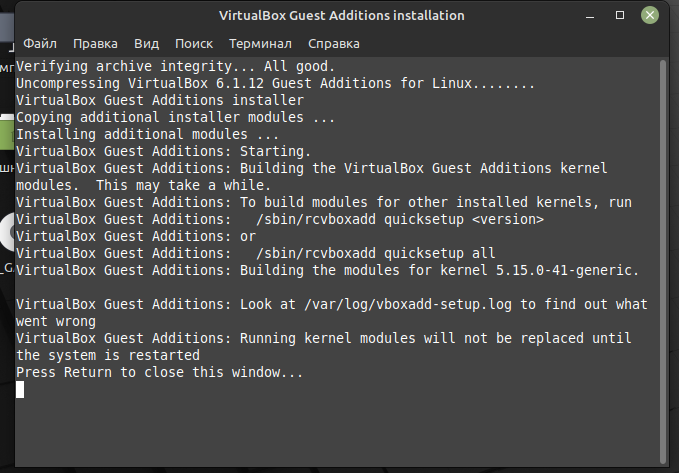 VirtualBox Guest Additions installation
Файл Правка Вид Поиск Терминал Справка
Verifying archive integrity... All good.
Uncompressing VirtualBox 6.1.12 Guest Additions for Linux........
VirtualBox Guest Additions installer
Copying additional installer modules ...
Installing additional modules ...
VirtualBox Guest Additions: Starting.
VirtualBox Guest Additions: Building the VirtualBox Guest Additions kernel
modules.  This may take a while.
VirtualBox Guest Additions: To build modules for other installed kernels, run
VirtualBox Guest Additions:   /sbin/rcvboxadd quicksetup <version>
VirtualBox Guest Additions: or
VirtualBox Guest Additions:   /sbin/rcvboxadd quicksetup all
VirtualBox Guest Additions: Building the modules for kernel 5.15.0-41-generic.
VirtualBox Guest Additions: Look at /var/log/vboxadd-setup.log to find out what
went wrong
VirtualBox Guest Additions: Running kernel modules will not be replaced until
the system is restarted
Press Return to close this window...